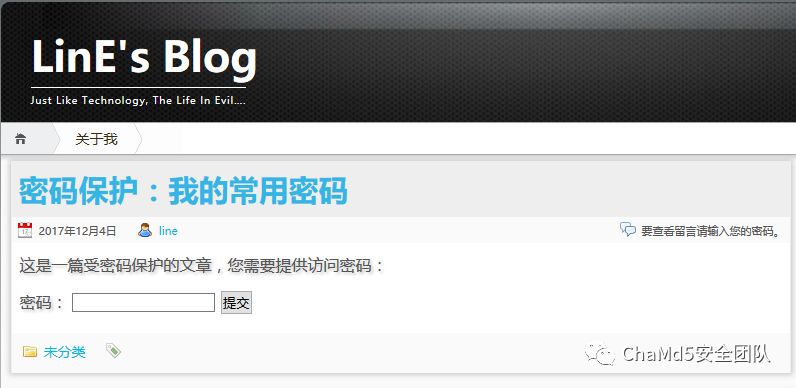 LinE's Blog
Just Like Technology, The Life In Evil....
关于我
密码保护：我的常用密码
2017年12月4日 line 要查看留言请输入您的密码。
这是一篇受密码保护的文章，您需要提供访问密码：
密码： 提交
未分类
ChaMd5安全团队